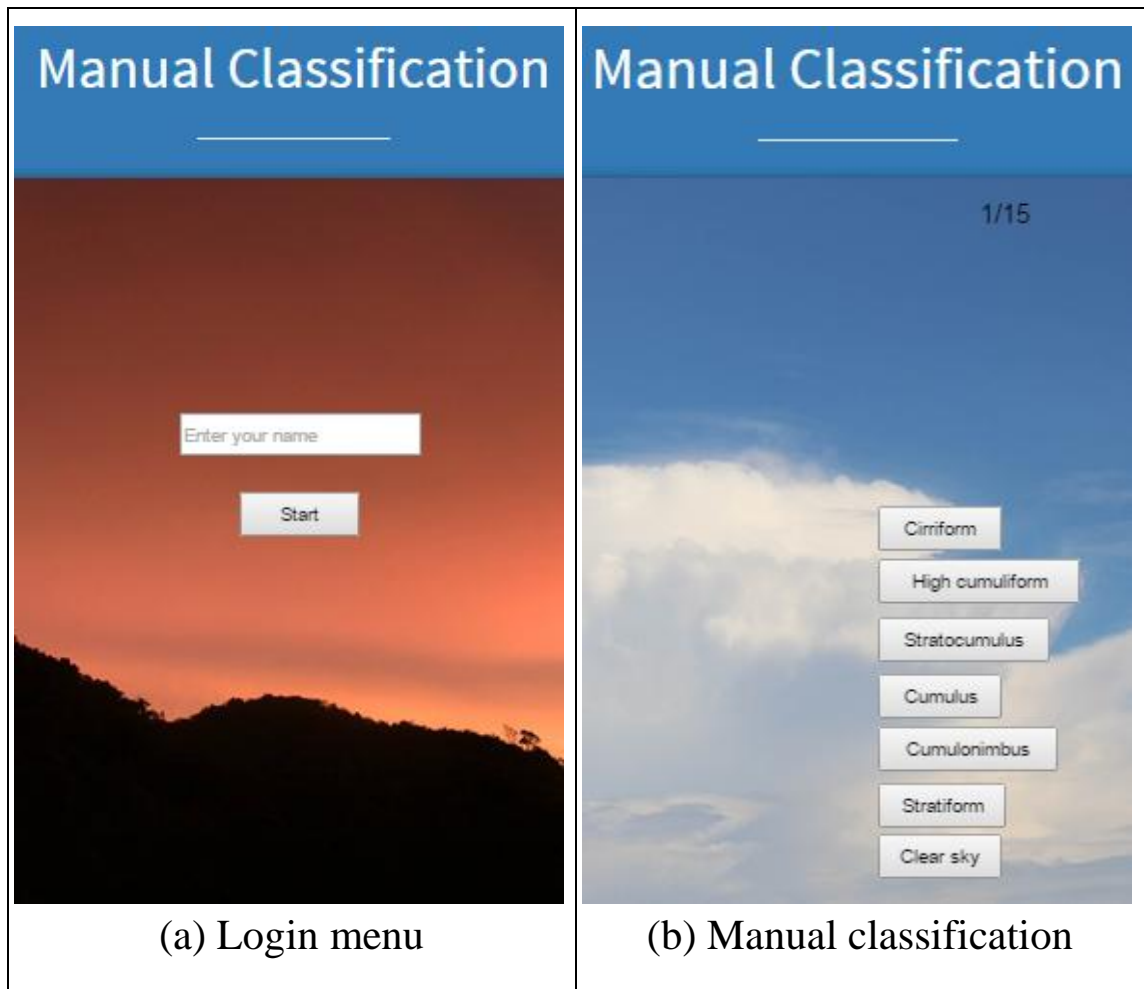 Manual Classification
Enter your name
Start
(a) Login menu
Manual Classification
1/15
Cirriform
High cumuliform
Stratocumulus
Cumulus
Cumulonimbus
Stratiform
Clear sky
(b) Manual classification